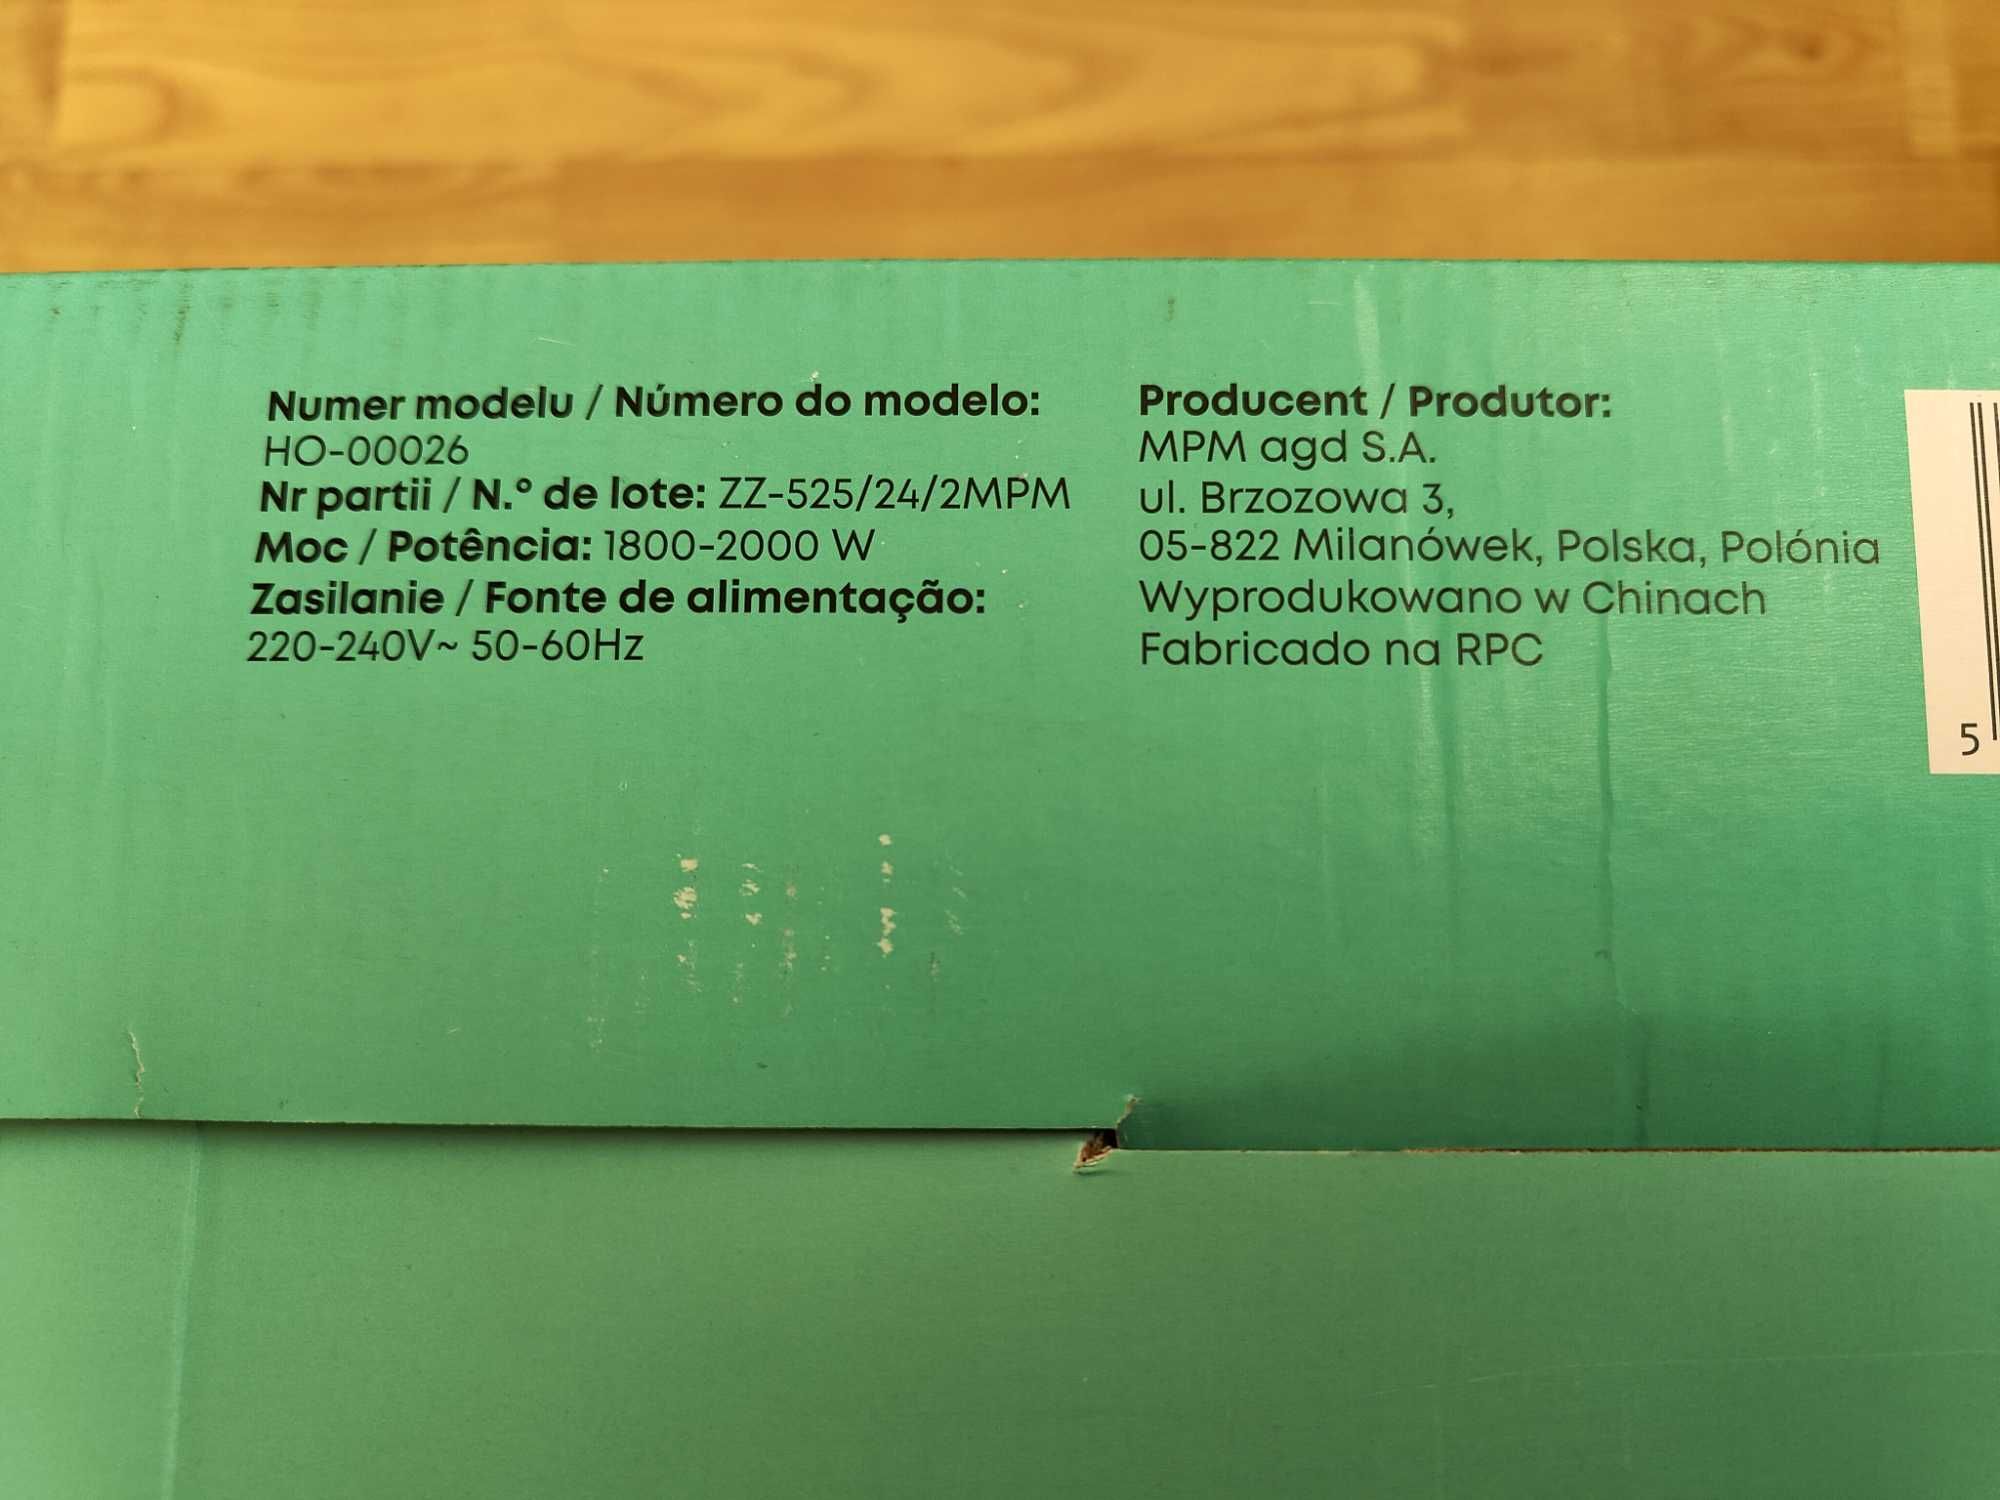 Numer modelu / Número do modelo:
HO-00026
Nr partii / N.º de lote: ZZ-525/24/2MPM
Moc / Potência: 1800-2000 W
Zasilanie / Fonte de alimentação:
220-240V~ 50-60Hz
Producent / Produtor:
MPM agd S.A.
ul. Brzozowa 3,
05-822 Milanówek, Polska, Polónia
Wyprodukowano w Chinach
Fabricado na RPC
5